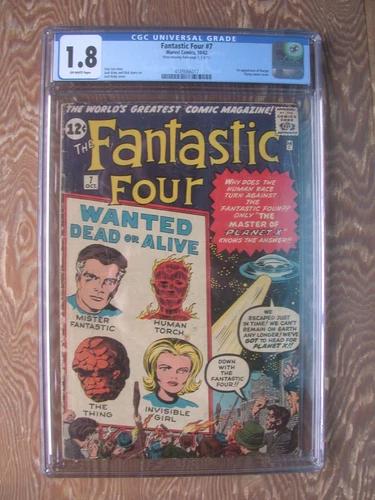 CGC UNIVERSAL GRADE
1.8
OFF-WHITE Pages
Fantastic Four #7
Marvel Comics, 10/62
THE WORLD'S GREATEST COMIC MAGAZINE!
12¢
THE
Fantastic
Four
7
OCT.
WANTED
DEAD OR ALIVE
MISTER
FANTASTIC
HUMAN
TORCH
THE
THING
INVISIBLE
GIRL
WHY DOES THE
HUMAN RACE
TURN AGAINST
THE
FANTASTIC FOUR??
ONLY "THE
MASTER OF
PLANET X"
KNOWS THE ANSWER!!
WE
ESCAPED JUST
IN TIME! WE CAN'T
REMAIN ON EARTH
ANY LONGER! WE'VE
GOT TO HEAD FOR
PLANET X!!
DOWN
WITH THE
FANTASTIC
FOUR!!